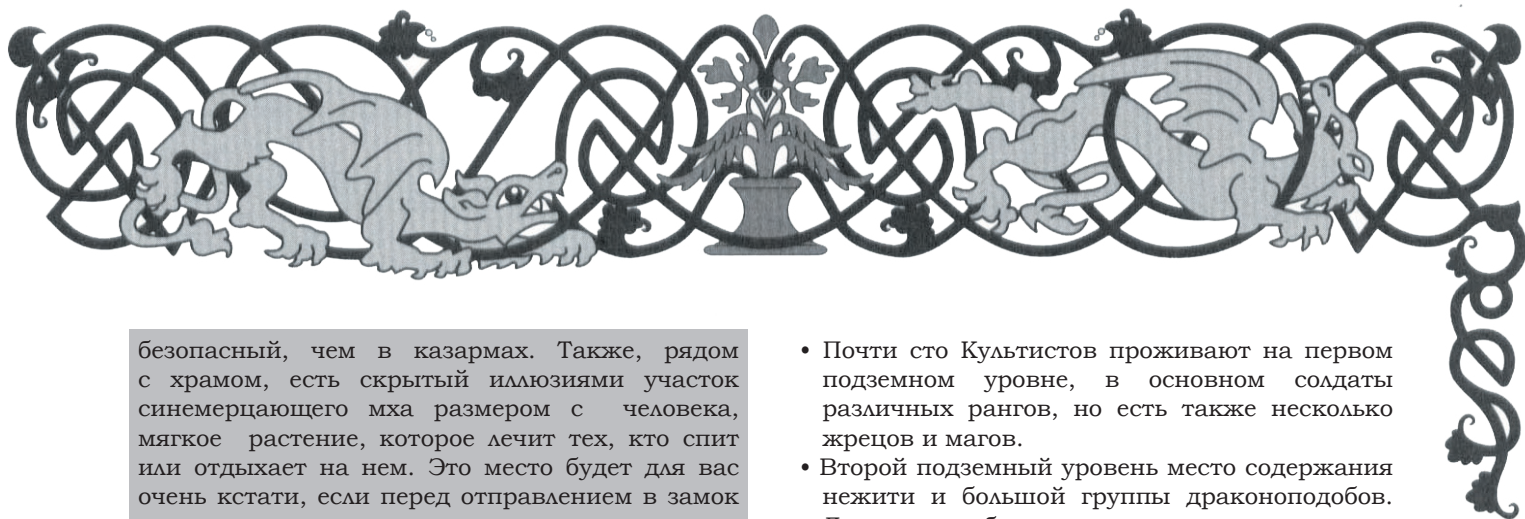 безопасный, чем в казармах. Также, рядом
с храмом, есть скрытый иллюзиями участок
синемерцающего мха размером с человека,
мягкое растение, которое лечит тех, кто спит
или отдыхает на нем. Это место будет для вас
очень кстати, если перед отправлением в замок
• Почти сто Культистов проживают на первом
подземном уровне, в основном солдаты
различных рангов, но есть также несколько
жрецов и магов.
• Второй подземный уровень место содержания
нежити и большой группы драконоподобов.